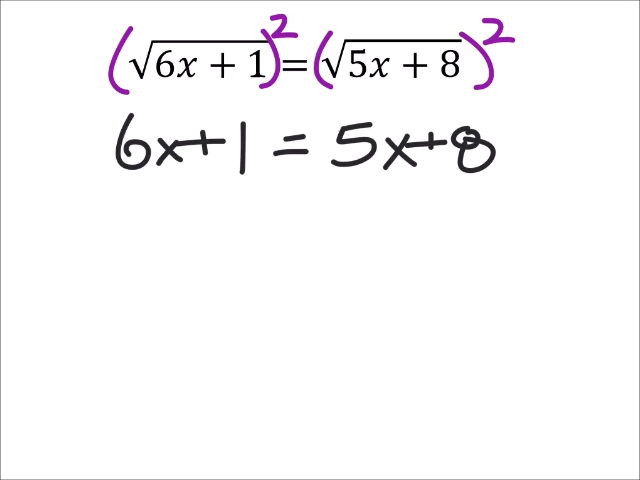 (√6x + 1)²=(√5x + 8)²
6x+1 = 5x+8